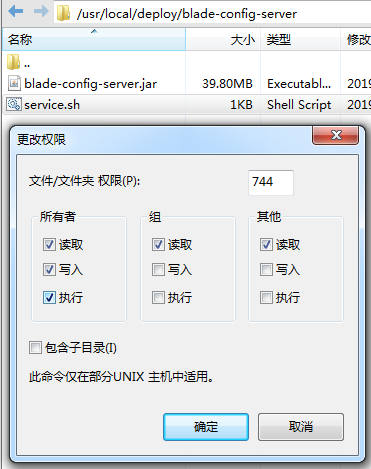 /usr/local/deploy/blade-config-server
名称 大小 类型 修改
..
blade-config-server.jar 39.80MB Executabl... 2019
service.sh 1KB Shell Script 2019
更改权限
文件/文件夹 权限(P): 744
所有者 组 其他
读取 读取 读取
写入 写入 写入
执行 执行 执行
包含子目录(I)
此命令仅在部分UNIX 主机中适用。
确定 取消